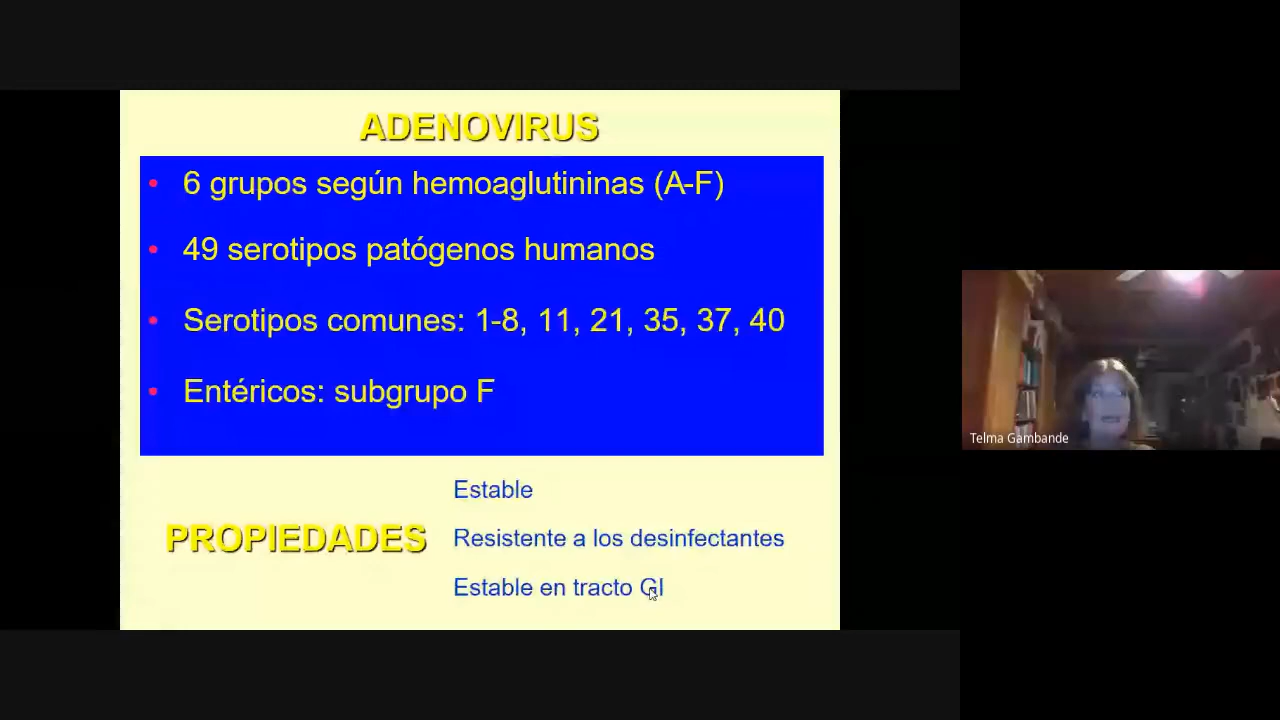 ADENOVIRUS
• 6 grupos según hemoaglutininas (A-F)
• 49 serotipos patógenos humanos
• Serotipos comunes: 1-8, 11, 21, 35, 37, 40
• Entéricos: subgrupo F
Estable
PROPIEDADES
Resistente a los desinfectantes
Estable en tracto GI
Telma Gambande